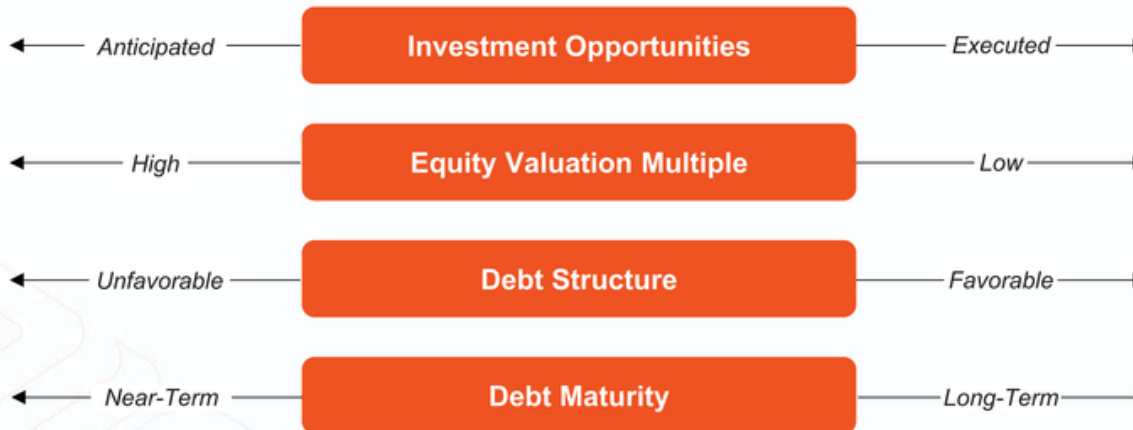 Anticipated Investment Opportunities Executed
High Equity Valuation Multiple Low
Unfavorable Debt Structure Favorable
Near-Term Debt Maturity Long-Term